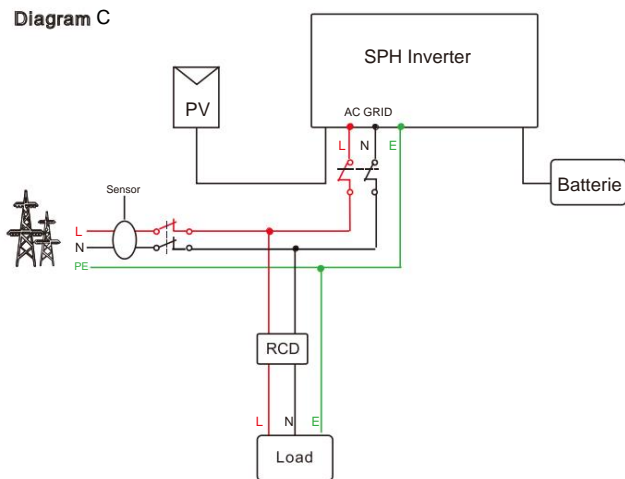 Diagram C
SPH Inverter
PV
AC GRID
L N E
Sensor
Batterie
L
N
PE
RCD
L N E
Load